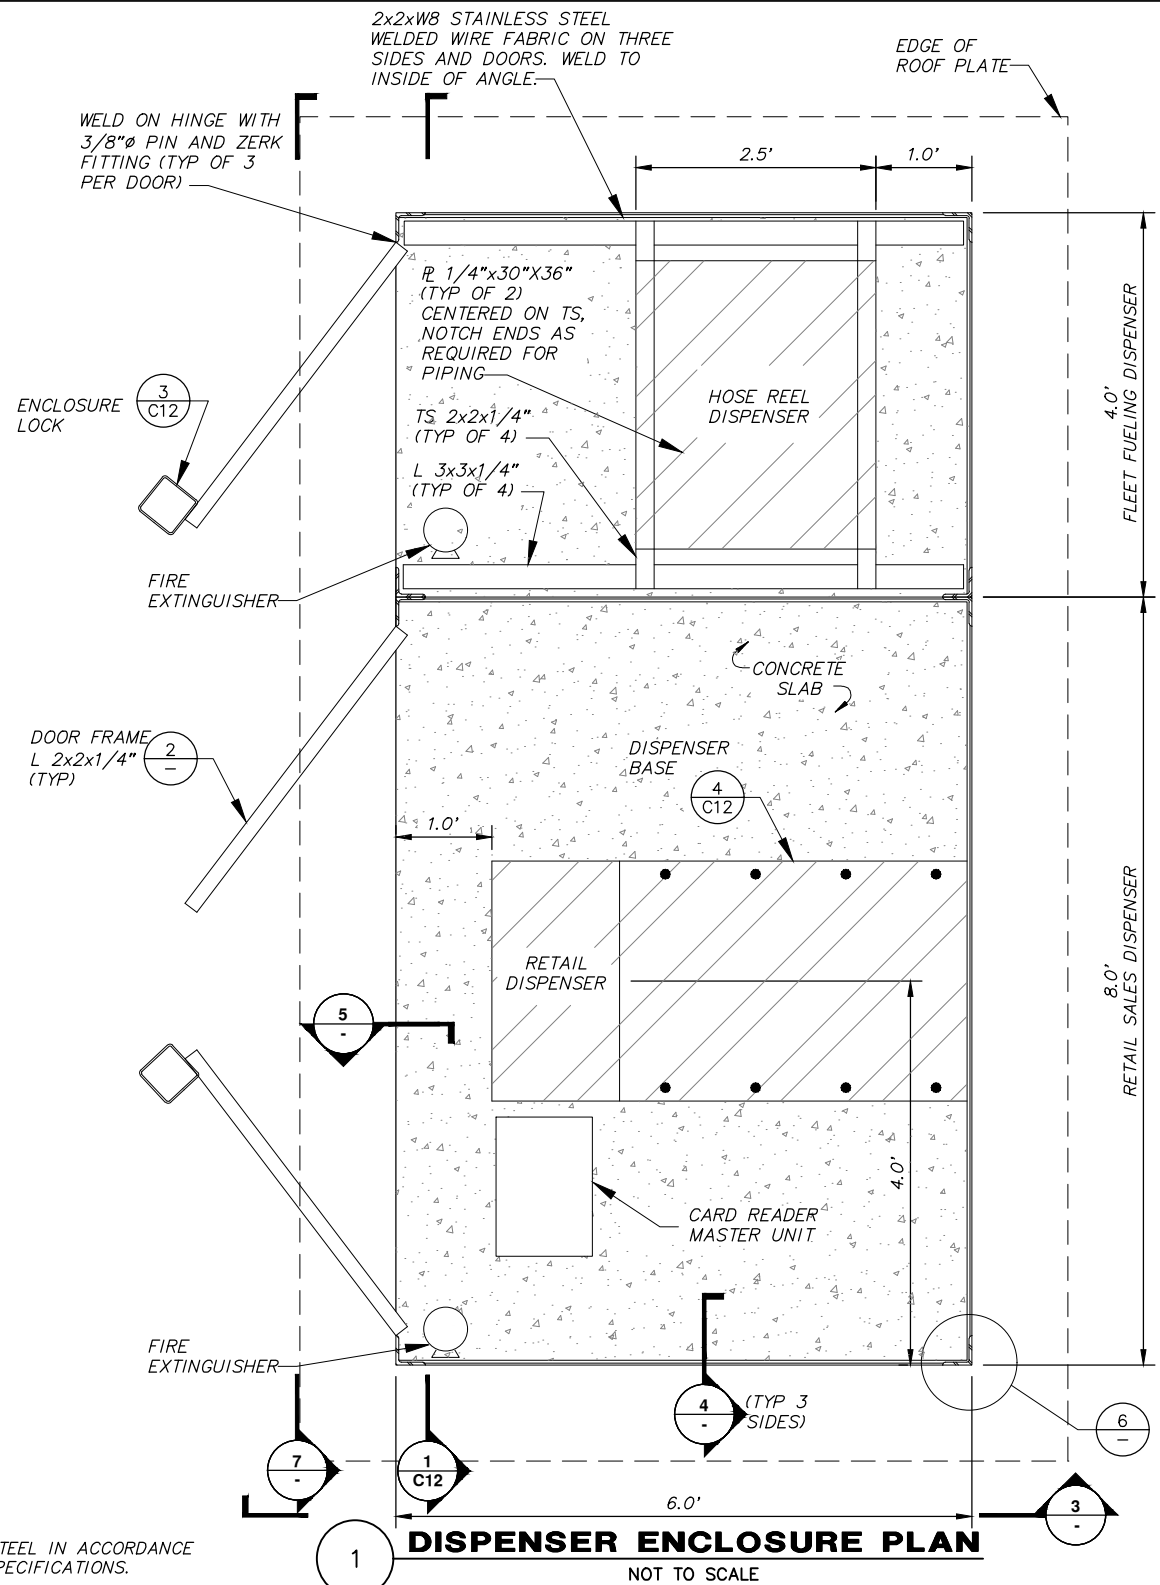 2x2xW8 STAINLESS STEEL
WELDED WIRE FABRIC ON THREE
SIDES AND DOORS. WELD TO
INSIDE OF ANGLE.
EDGE OF
ROOF PLATE
WELD ON HINGE WITH
3/8"ø PIN AND ZERK
FITTING (TYP OF 3
PER DOOR)
2.5'
1.0'
℄ 1/4"x30"X36"
(TYP OF 2)
CENTERED ON TS,
NOTCH ENDS AS
REQUIRED FOR
PIPING
HOSE REEL
DISPENSER
4.0'
FLEET FUELING DISPENSER
ENCLOSURE
LOCK
3
C12
TS 2x2x1/4"
(TYP OF 4)
L 3x3x1/4"
(TYP OF 4)
FIRE
EXTINGUISHER
CONCRETE
SLAB
DOOR FRAME
L 2x2x1/4"
(TYP)
2
–
DISPENSER
BASE
4
C12
1.0'
RETAIL
DISPENSER
8.0'
RETAIL SALES DISPENSER
5
-
4.0'
CARD READER
MASTER UNIT
FIRE
EXTINGUISHER
4
-
(TYP 3
SIDES)
6
–
7
-
1
C12
3
-
6.0'
TEEL IN ACCORDANCE
PECIFICATIONS.
1
DISPENSER ENCLOSURE PLAN
NOT TO SCALE